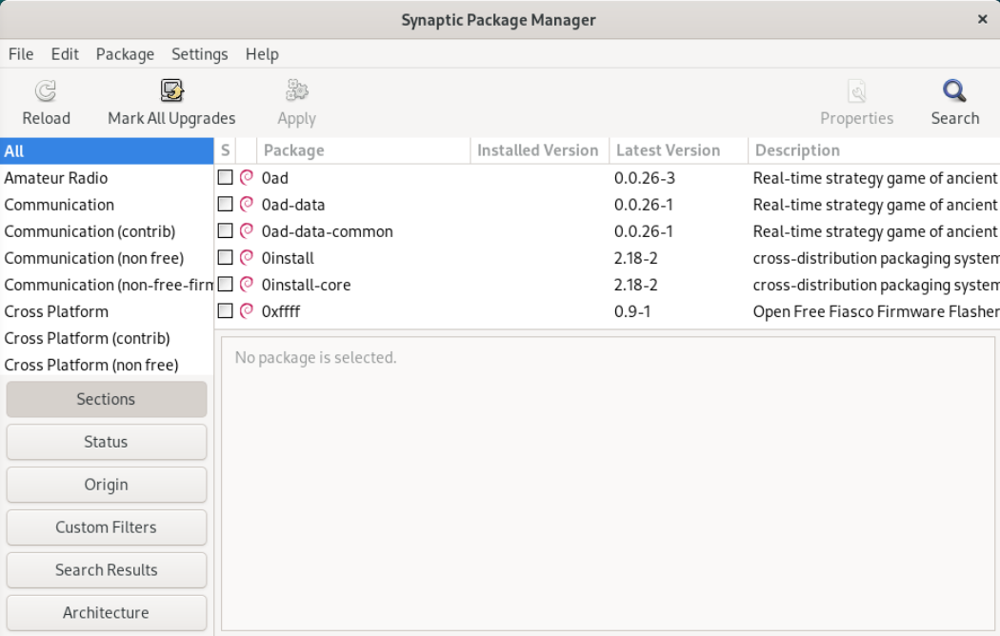 Synaptic Package Manager
File Edit Package Settings Help
Reload Mark All Upgrades Apply Properties Search
All
Amateur Radio
Communication
Communication (contrib)
Communication (non free)
Communication (non-free-firm
Cross Platform
Cross Platform (contrib)
Cross Platform (non free)
Sections
Status
Origin
Custom Filters
Search Results
Architecture
S Package Installed Version Latest Version Description
0ad 0.0.26-3 Real-time strategy game of ancient
0ad-data 0.0.26-1 Real-time strategy game of ancient
0ad-data-common 0.0.26-1 Real-time strategy game of ancient
0install 2.18-2 cross-distribution packaging system
0install-core 2.18-2 cross-distribution packaging system
0xffff 0.9-1 Open Free Fiasco Firmware Flasher
No package is selected.